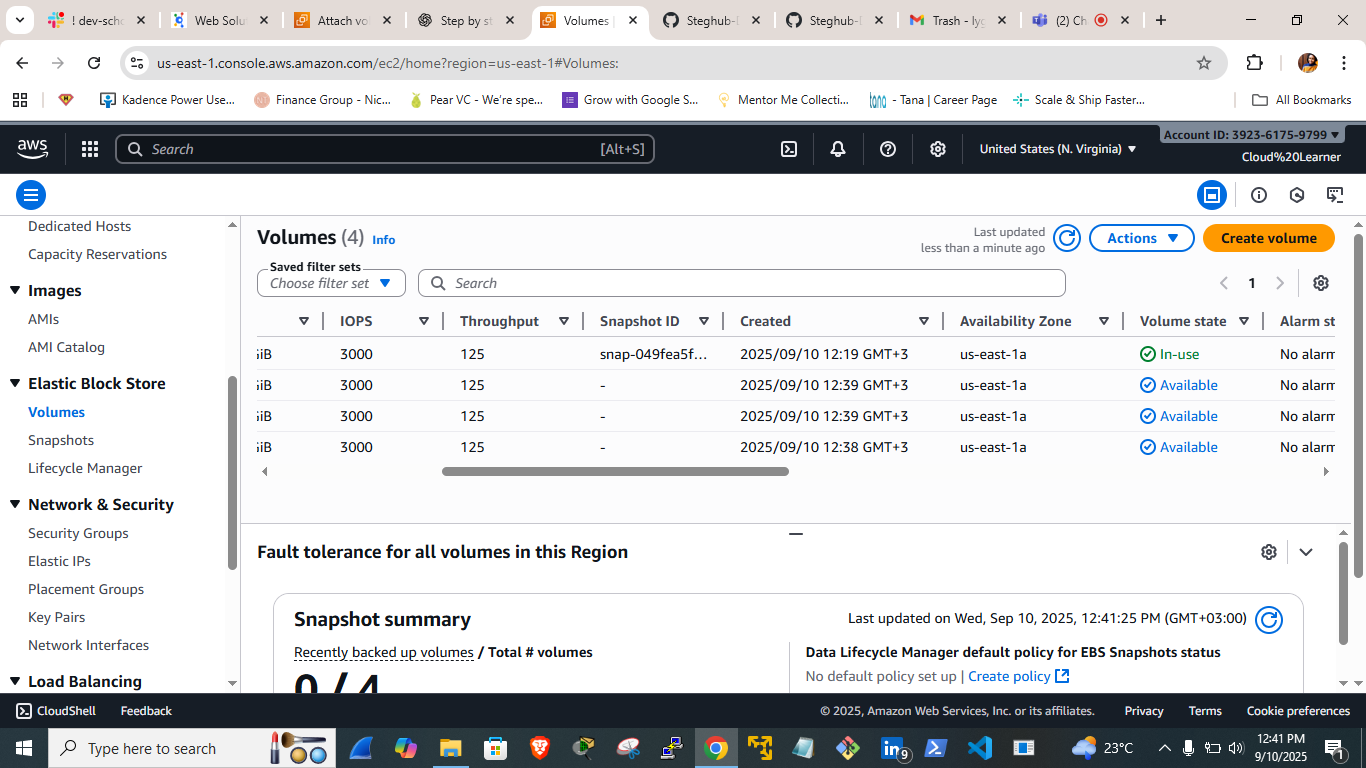 ! dev-scho
Web Solu
Attach vo
Step by st
Volumes |
Steghub-L
Steghub-L
Trash - lyg
(2) Ch
us-east-1.console.aws.amazon.com/ec2/home?region=us-east-1#Volumes:
Kadence Power Use...
Finance Group - Nic...
Pear VC - We're spe...
Grow with Google S...
Mentor Me Collecti...
tana - Tana | Career Page
Scale & Ship Faster...
All Bookmarks
aws
Search [Alt+S]
United States (N. Virginia)
Account ID: 3923-6175-9799
Cloud%20Learner
Dedicated Hosts
Capacity Reservations
Images
AMIs
AMI Catalog
Elastic Block Store
Volumes
Snapshots
Lifecycle Manager
Network & Security
Security Groups
Elastic IPs
Placement Groups
Key Pairs
Network Interfaces
Load Balancing
Volumes (4) Info
Last updated
less than a minute ago
Actions
Create volume
Saved filter sets
Choose filter set
Search
1
IOPS Throughput Snapshot ID Created Availability Zone Volume state Alarm st
GiB 3000 125 snap-049fea5f... 2025/09/10 12:19 GMT+3 us-east-1a In-use No alarm
GiB 3000 125 - 2025/09/10 12:39 GMT+3 us-east-1a Available No alarm
GiB 3000 125 - 2025/09/10 12:39 GMT+3 us-east-1a Available No alarm
GiB 3000 125 - 2025/09/10 12:38 GMT+3 us-east-1a Available No alarm
Fault tolerance for all volumes in this Region
Snapshot summary
Last updated on Wed, Sep 10, 2025, 12:41:25 PM (GMT+03:00)
Recently backed up volumes / Total # volumes
0 / 4
Data Lifecycle Manager default policy for EBS Snapshots status
No default policy set up | Create policy
CloudShell Feedback
© 2025, Amazon Web Services, Inc. or its affiliates. Privacy Terms Cookie preferences
Type here to search
9
23°C
12:41 PM
9/10/2025
1